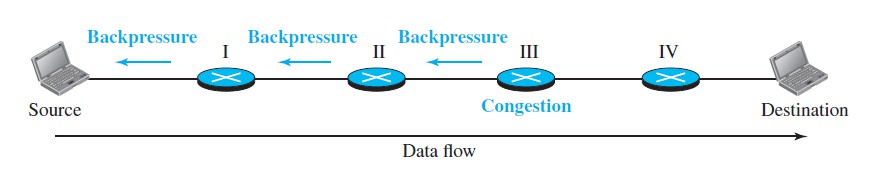 Backpressure Backpressure Backpressure
I II III IV
Source Congestion Destination
Data flow